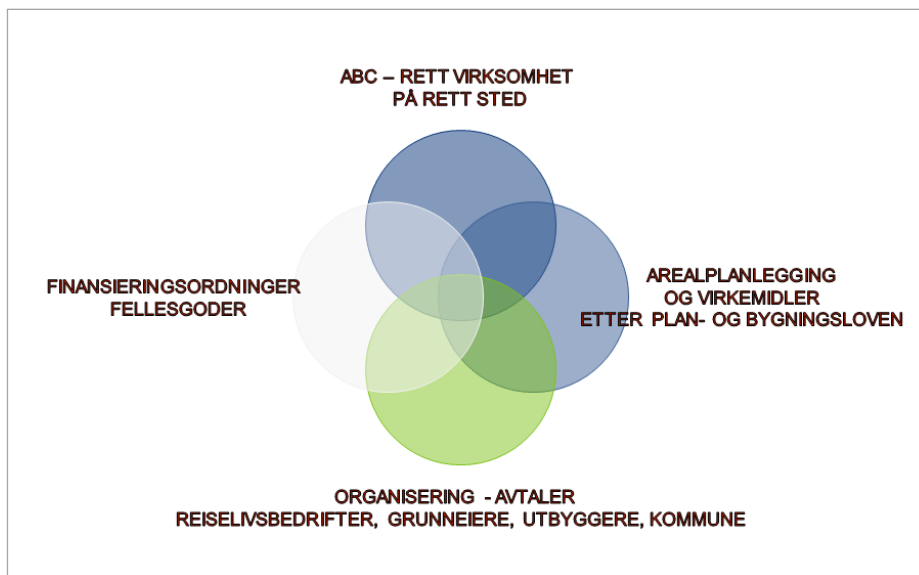 ABC – RETT VIRKSOMHET
PÅ RETT STED
FINANSIERINGSORDNINGER
FELLESGODER
AREALPLANLEGGING
OG VIRKEMIDLER
ETTER PLAN- OG BYGNINGSLOVEN
ORGANISERING - AVTALER
REISELIVSBEDRIFTER, GRUNNEIERE, UTBYGGERE, KOMMUNE